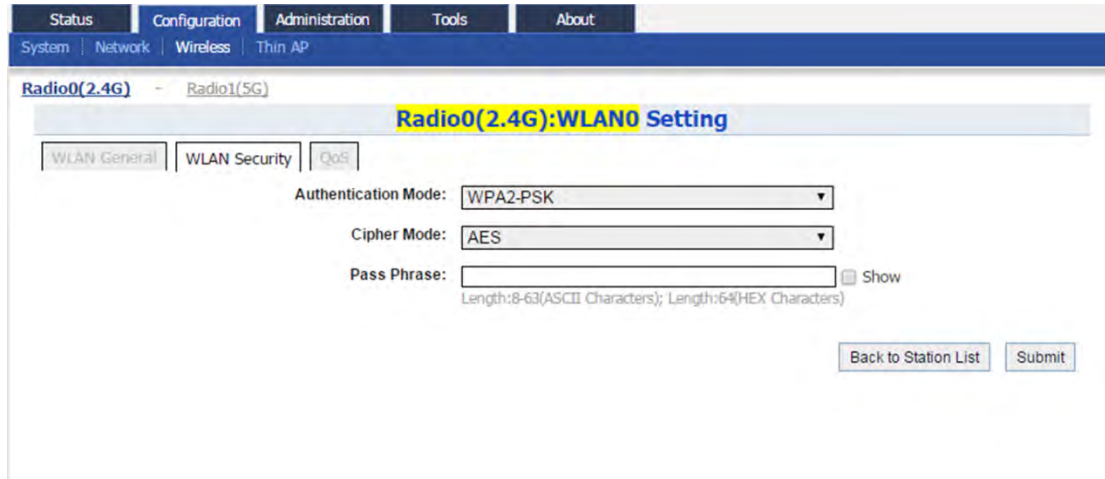 Status Configuration Administration Tools About
System Network Wireless Thin AP
Radio0(2.4G) - Radio1(5G)
Radio0(2.4G):WLAN0 Setting
WLAN General WLAN Security QoS
Authentication Mode: WPA2-PSK
Cipher Mode: AES
Pass Phrase: Show
Length:8-63(ASCII Characters); Length:64(HEX Characters)
Back to Station List Submit